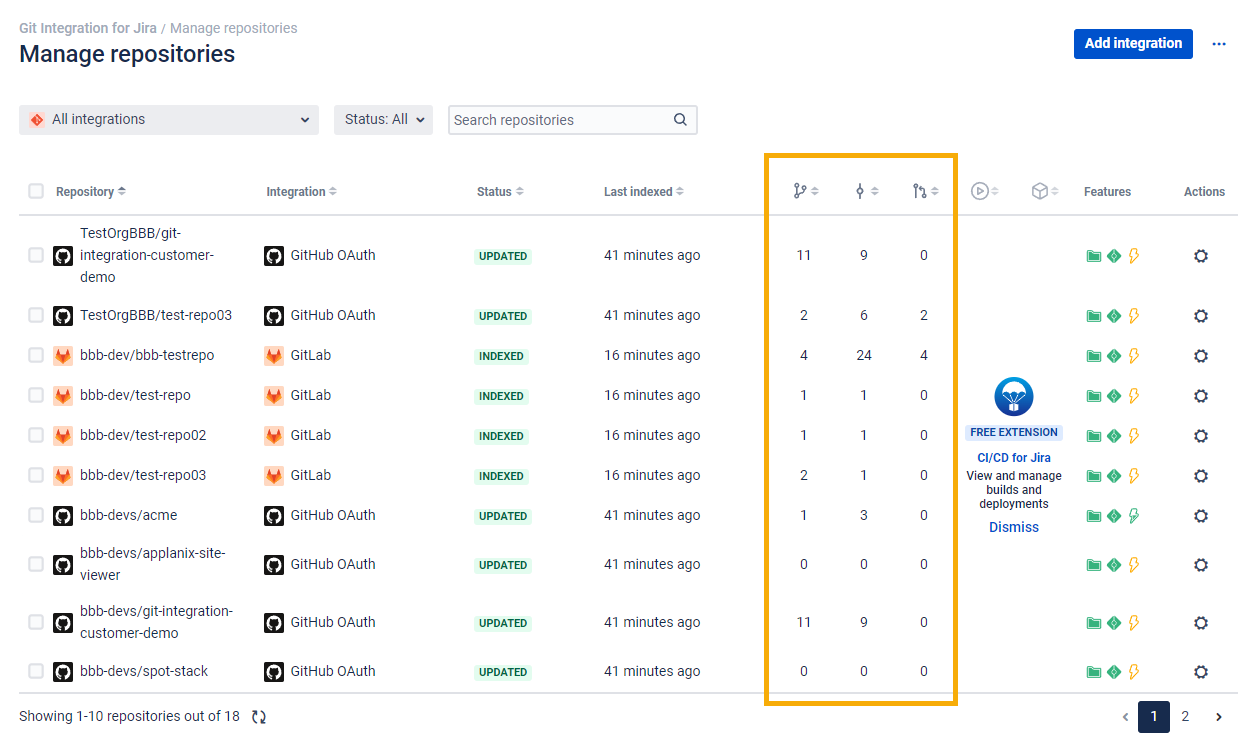 Git Integration for Jira / Manage repositories
Manage repositories
Add integration
All integrations
Status: All
Search repositories
Repository Integration Status Last indexed Features Actions
TestOrgBBB/git-
integration-customer-
demo
GitHub OAuth UPDATED 41 minutes ago 11 9 0
TestOrgBBB/test-repo03 GitHub OAuth UPDATED 41 minutes ago 2 6 2
bbb-dev/bbb-testrepo GitLab INDEXED 16 minutes ago 4 24 4
bbb-dev/test-repo GitLab INDEXED 16 minutes ago 1 1 0
bbb-dev/test-repo02 GitLab INDEXED 16 minutes ago 1 1 0
bbb-dev/test-repo03 GitLab INDEXED 16 minutes ago 2 1 0
bbb-devs/acme GitHub OAuth UPDATED 41 minutes ago 1 3 0
bbb-devs/applanix-site-
viewer
GitHub OAuth UPDATED 41 minutes ago 0 0 0
bbb-devs/git-integration-
customer-demo
GitHub OAuth UPDATED 41 minutes ago 11 9 0
bbb-devs/spot-stack GitHub OAuth UPDATED 41 minutes ago 0 0 0
FREE EXTENSION
CI/CD for Jira
View and manage
builds and
deployments
Dismiss
Showing 1-10 repositories out of 18
1 2